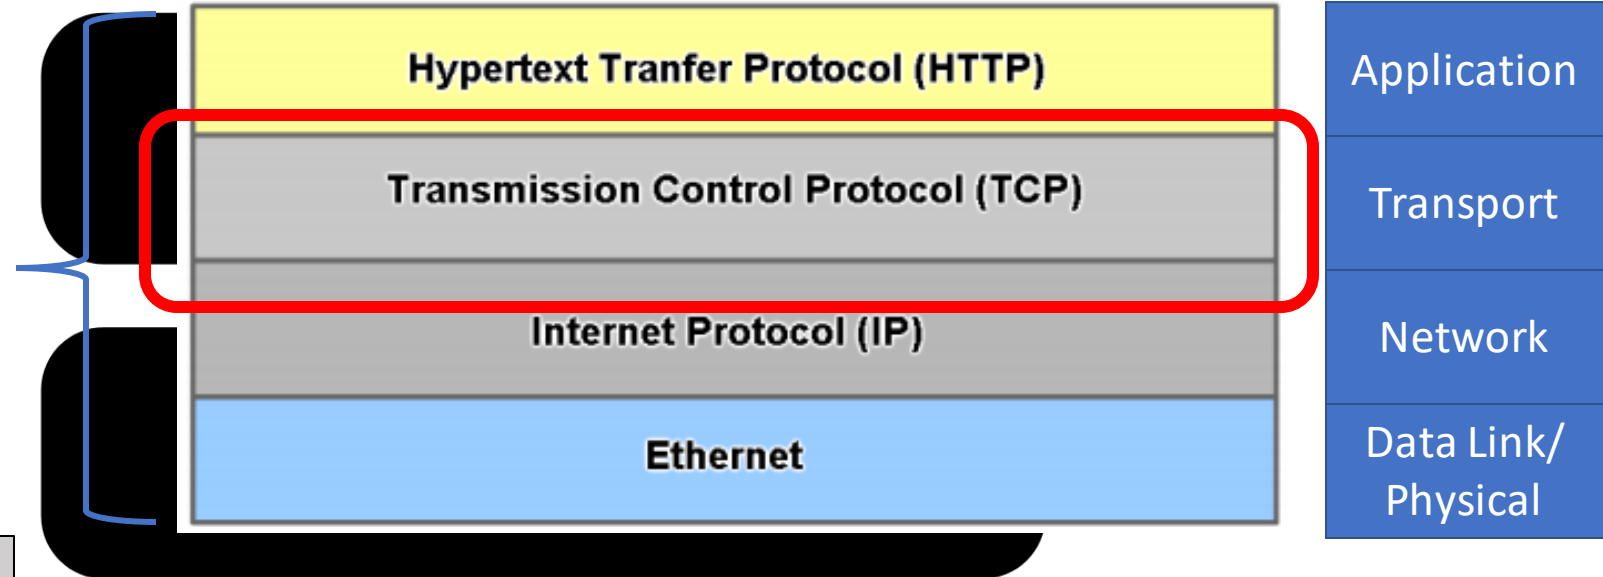 Hypertext Tranfer Protocol (HTTP)
Application
Transmission Control Protocol (TCP)
Transport
Internet Protocol (IP)
Network
Ethernet
Data Link/
Physical